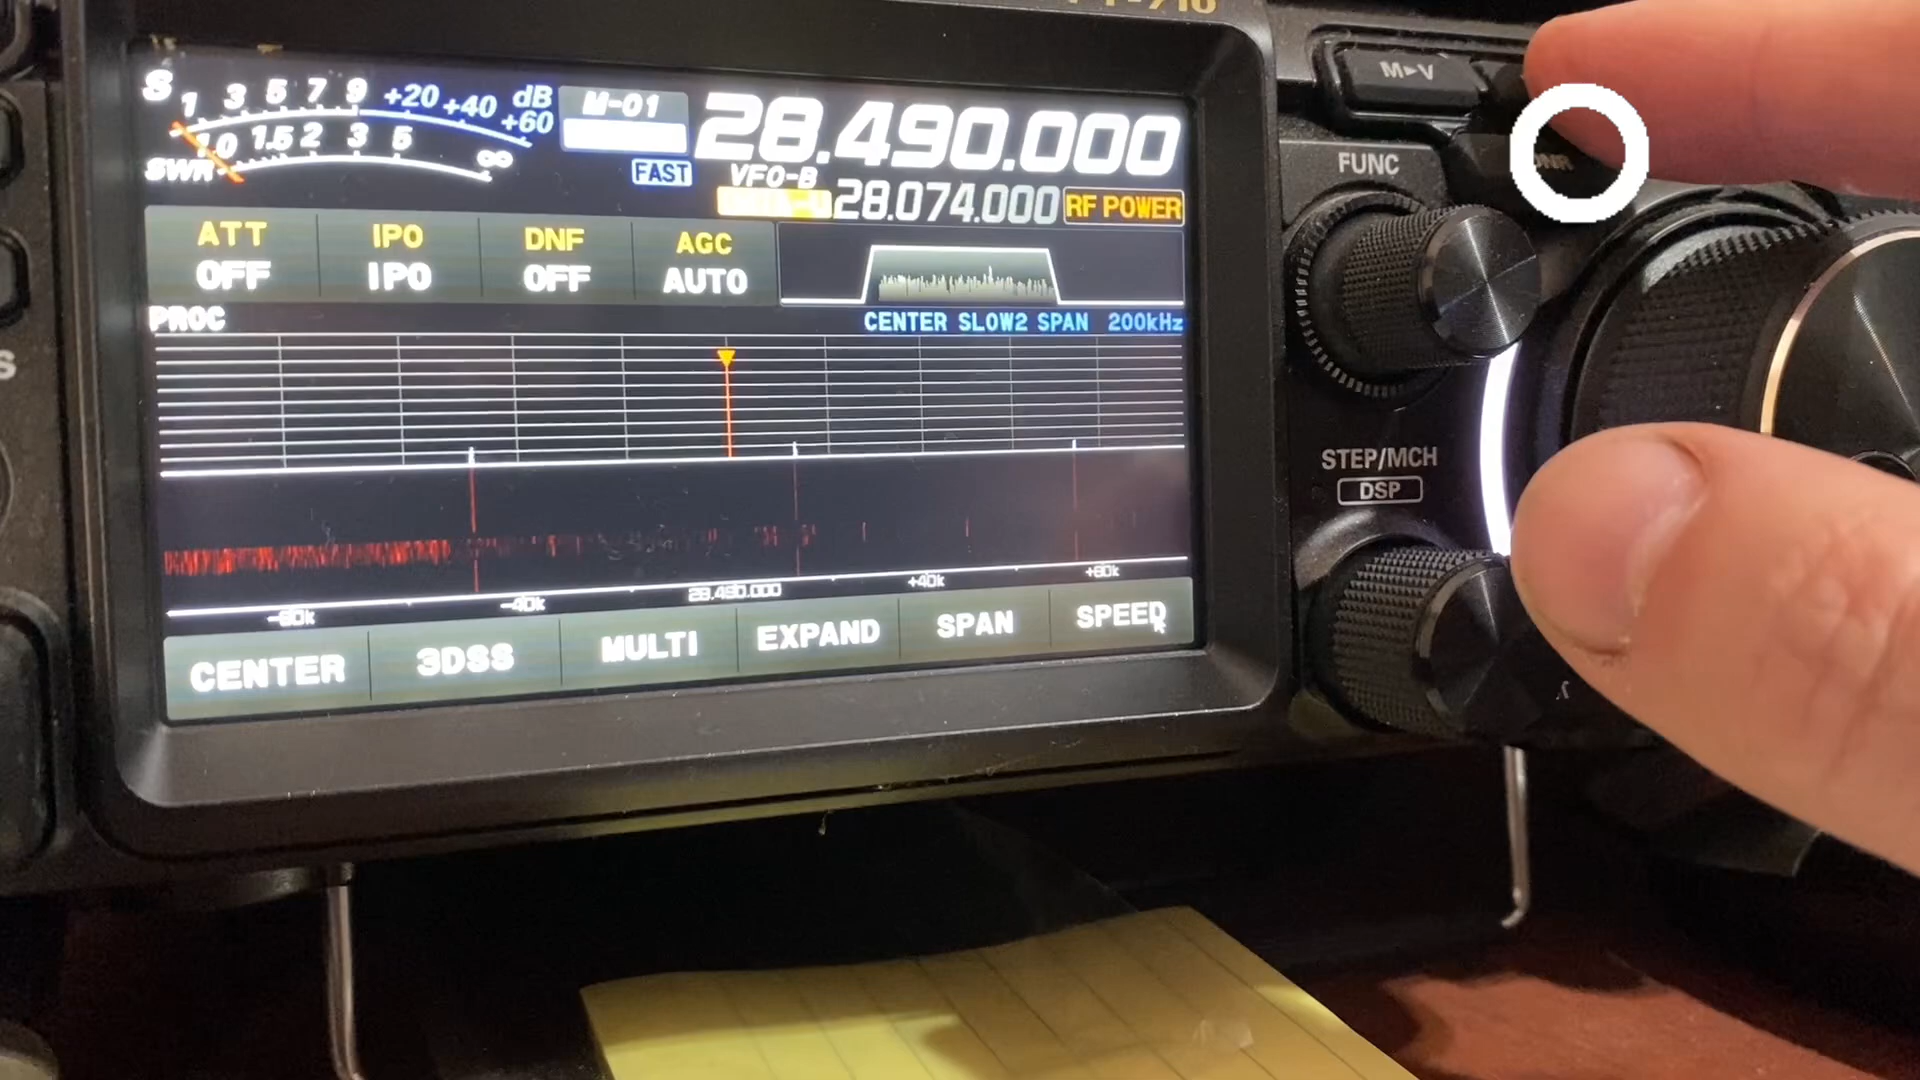 S 1 3 5 7 9 +20 +40 +60 dB
SWR 1.0 1.5 2 3 5 ∞
M-01
28.490.000
FAST
VFO-B
28.074.000
RF POWER
ATT IPO DNF AGC
OFF IPO OFF AUTO
PROC
CENTER SLOW2 SPAN 200kHz
-40k 28.490.000 +40k
CENTER 3DSS MULTI EXPAND SPAN SPEED
M►V
DNR
FUNC
STEP/MCH
DSP
S